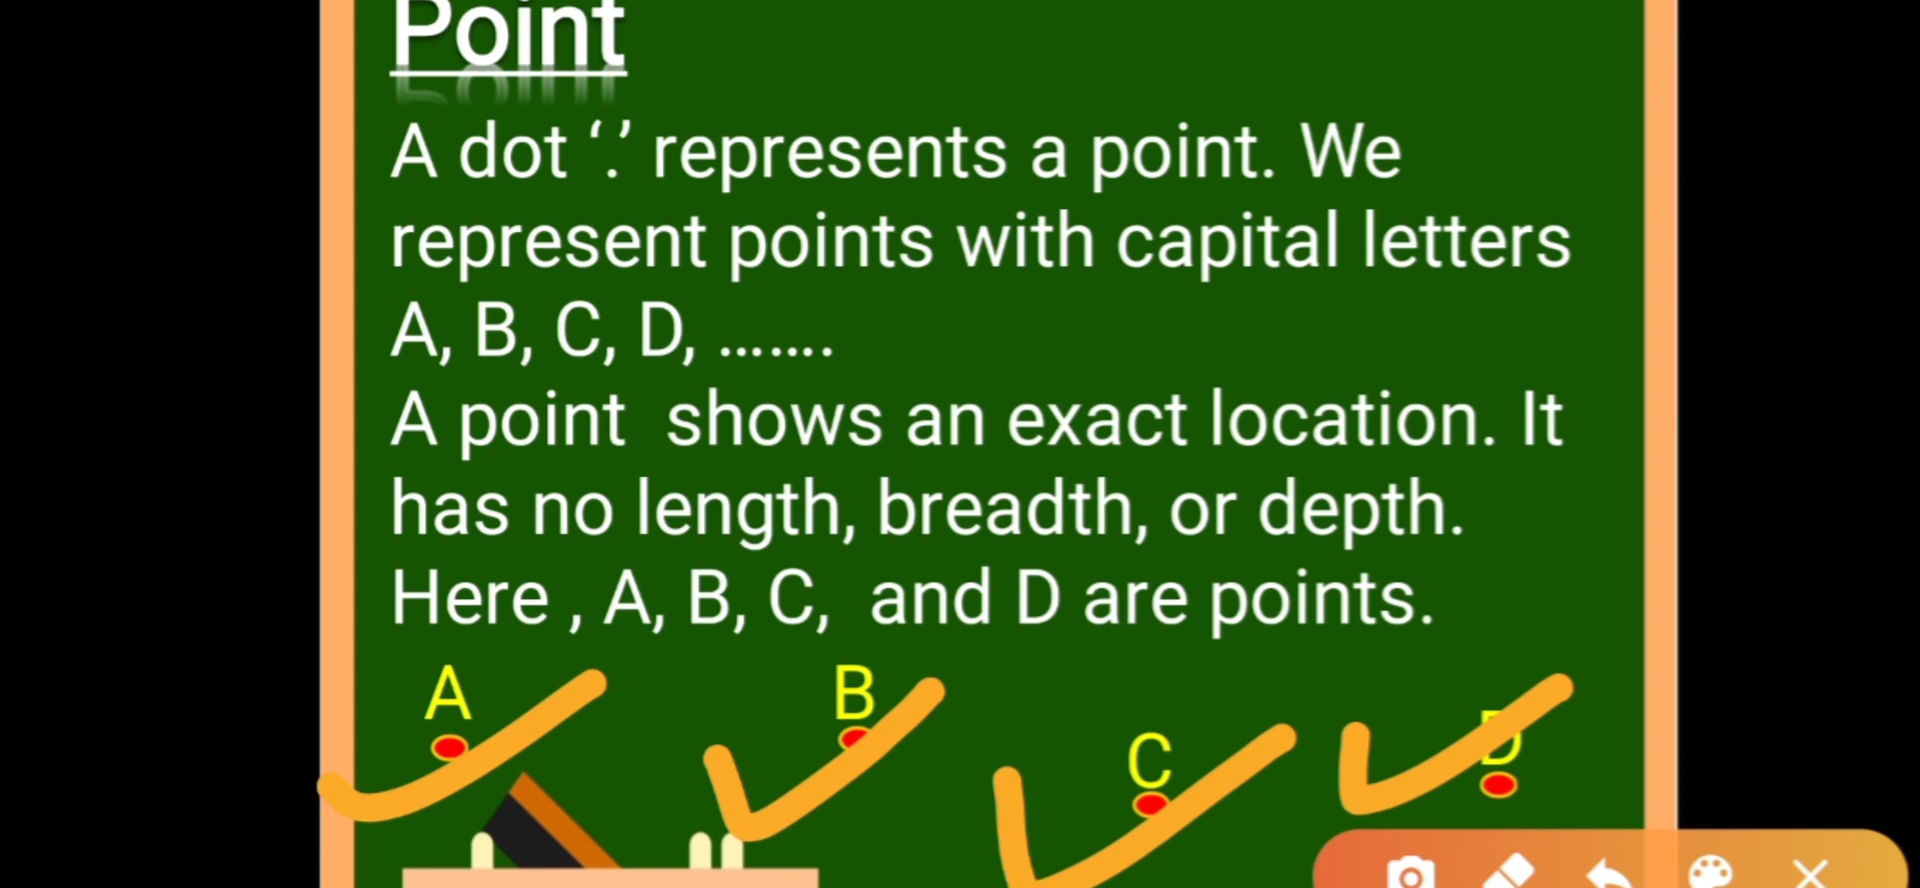 Point
A dot ‘.’ represents a point. We
represent points with capital letters
A, B, C, D, …….
A point  shows an exact location. It
has no length, breadth, or depth.
Here , A, B, C,  and D are points.
A
B
C
D